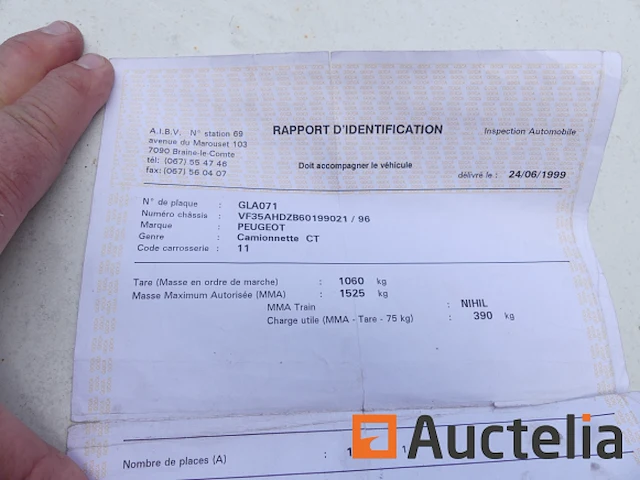 A.I.B.V. N° station 69
avenue du Marouset 103
7090 Braine-le-Comte
tél: (067) 55 47 46
fax: (067) 56 04 07
RAPPORT D'IDENTIFICATION
Inspection Automobile
Doit accompagner le véhicule
délivré le : 24/06/1999
N° de plaque : GLA071
Numéro châssis : VF35AHDZB60199021 / 96
Marque : PEUGEOT
Genre : Camionnette CT
Code carrosserie : 11
Tare (Masse en ordre de marche) : 1060 kg
Masse Maximum Autorisée (MMA) : 1525 kg
MMA Train : NIHIL
Charge utile (MMA - Tare - 75 kg) : 390 kg
Nombre de places (A) :
Auctelia